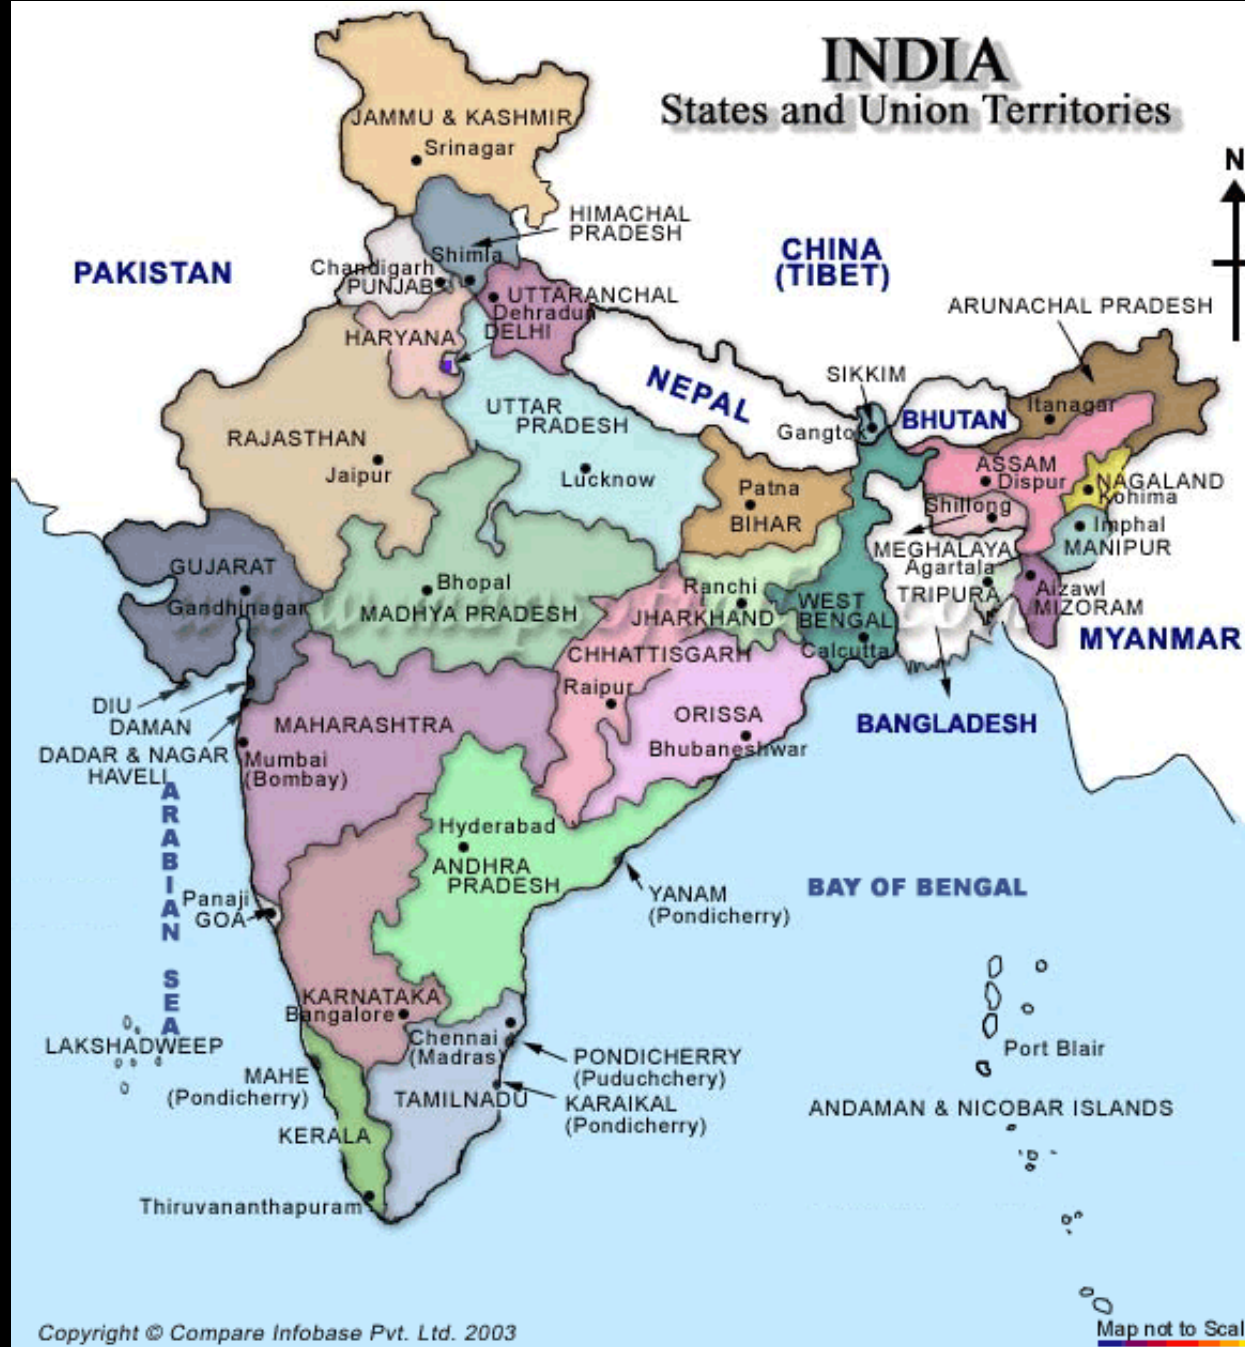 INDIA
States and Union Territories
N
JAMMU & KASHMIR
Srinagar
HIMACHAL
PRADESH
Shimla
PAKISTAN
CHINA
(TIBET)
Chandigarh
PUNJAB
UTTARANCHAL
Dehradun
DELHI
HARYANA
ARUNACHAL PRADESH
NEPAL
SIKKIM
BHUTAN
Itanagar
Gangtok
UTTAR
PRADESH
RAJASTHAN
Jaipur
Lucknow
ASSAM
Dispur
NAGALAND
Kohima
Patna
BIHAR
Shillong
Imphal
MANIPUR
MEGHALAYA
Agartala
TRIPURA
Aizawl
MIZORAM
GUJARAT
Gandhinagar
Bhopal
MADHYA PRADESH
Ranchi
JHARKHAND
WEST
BENGAL
Calcutta
MYANMAR
CHHATTISGARH
Raipur
ORISSA
Bhubaneshwar
BANGLADESH
DIU
DAMAN
DADAR & NAGAR
HAVELI
MAHARASHTRA
Mumbai
(Bombay)
ARABIAN SEA
Hyderabad
ANDHRA
PRADESH
YANAM
(Pondicherry)
BAY OF BENGAL
Panaji
GOA
KARNATAKA
Bangalore
LAKSHADWEEP
Chennai
(Madras)
PONDICHERRY
(Puduchchery)
Port Blair
MAHE
(Pondicherry)
TAMILNADU
KARAIKAL
(Pondicherry)
ANDAMAN & NICOBAR ISLANDS
KERALA
Thiruvananthapuram
Copyright © Compare Infobase Pvt. Ltd. 2003
Map not to Scal